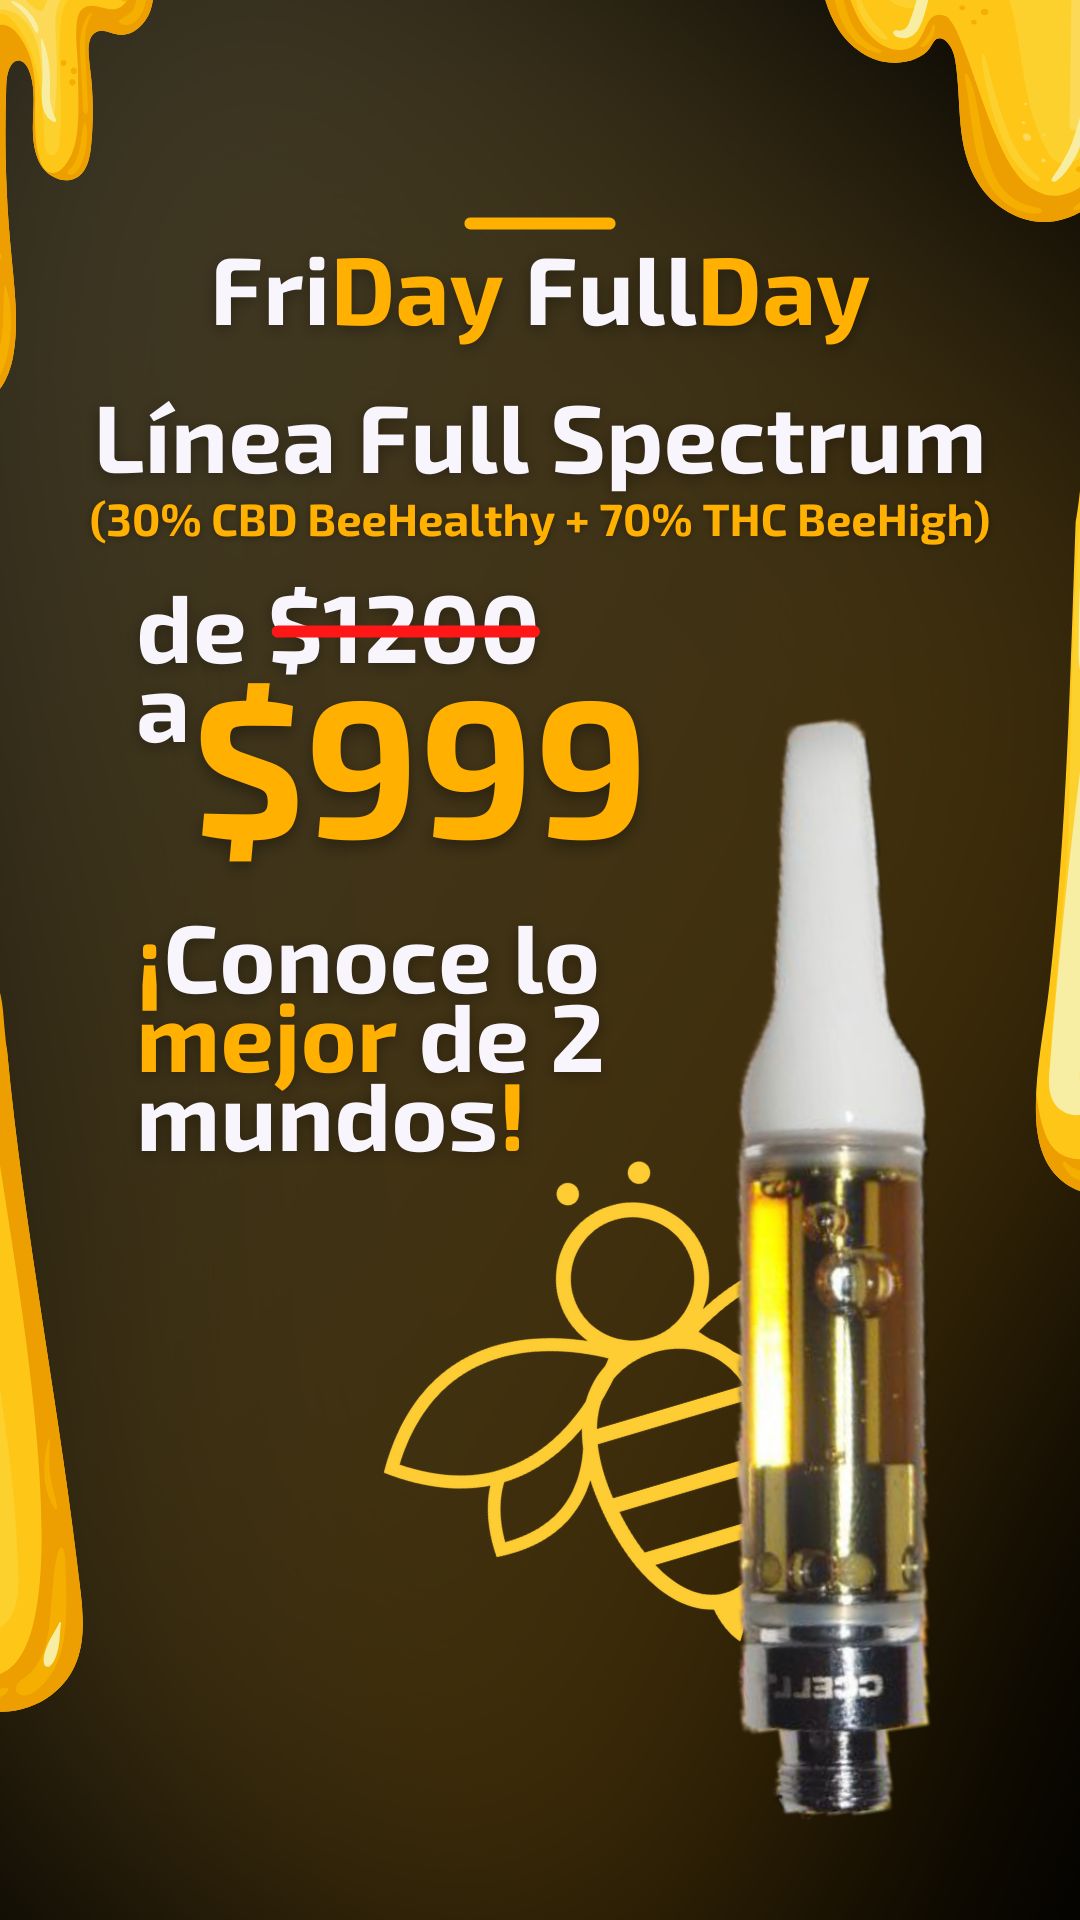 FriDay FullDay
Línea Full Spectrum
(30% CBD BeeHealthy + 70% THC BeeHigh)
de $1200
a $999
¡Conoce lo
mejor de 2
mundos!
CCELL